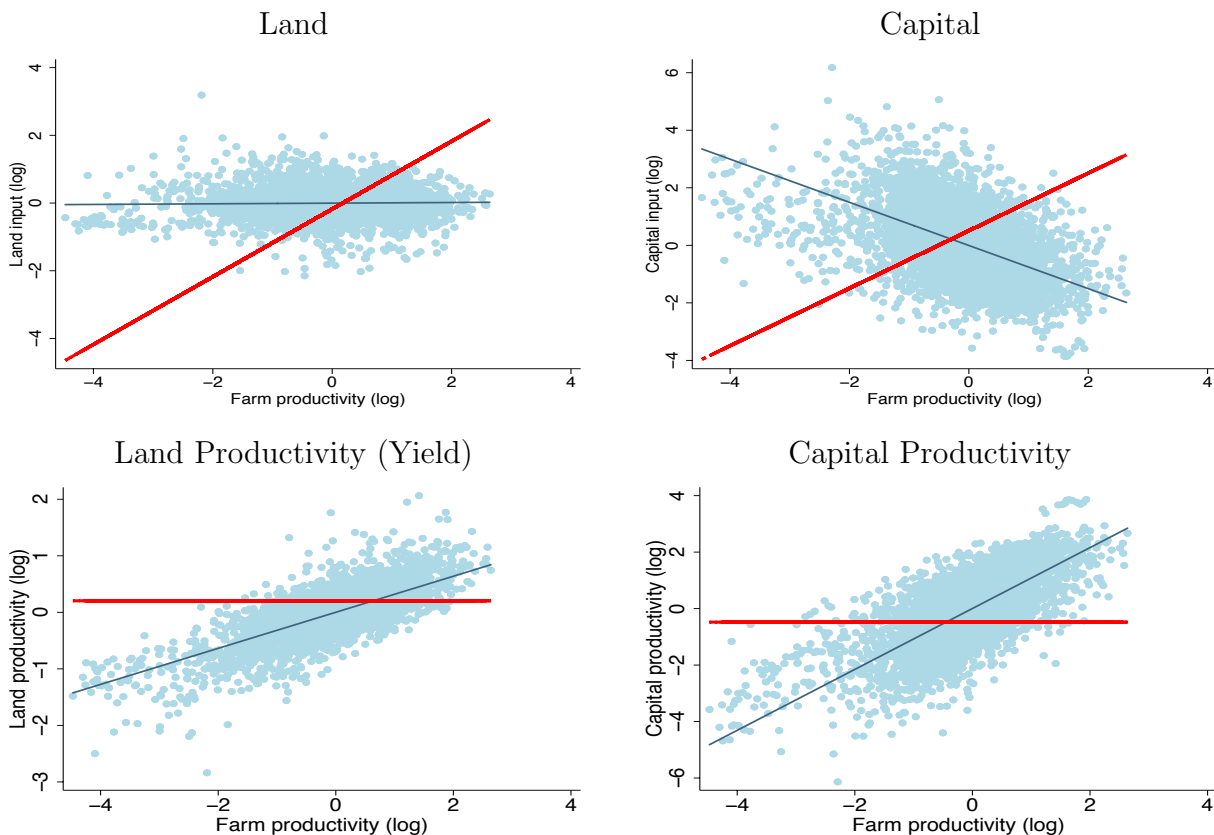 Land
4
2
0
−2
−4
Land input (log)
−4 −2 0 2 4
Farm productivity (log)
Capital
6
4
2
0
−2
−4
Capital input (log)
−4 −2 0 2 4
Farm productivity (log)
Land Productivity (Yield)
2
1
0
−1
−2
−3
Land productivity (log)
−4 −2 0 2 4
Farm productivity (log)
Capital Productivity
4
2
0
−2
−4
−6
Capital productivity (log)
−4 −2 0 2 4
Farm productivity (log)